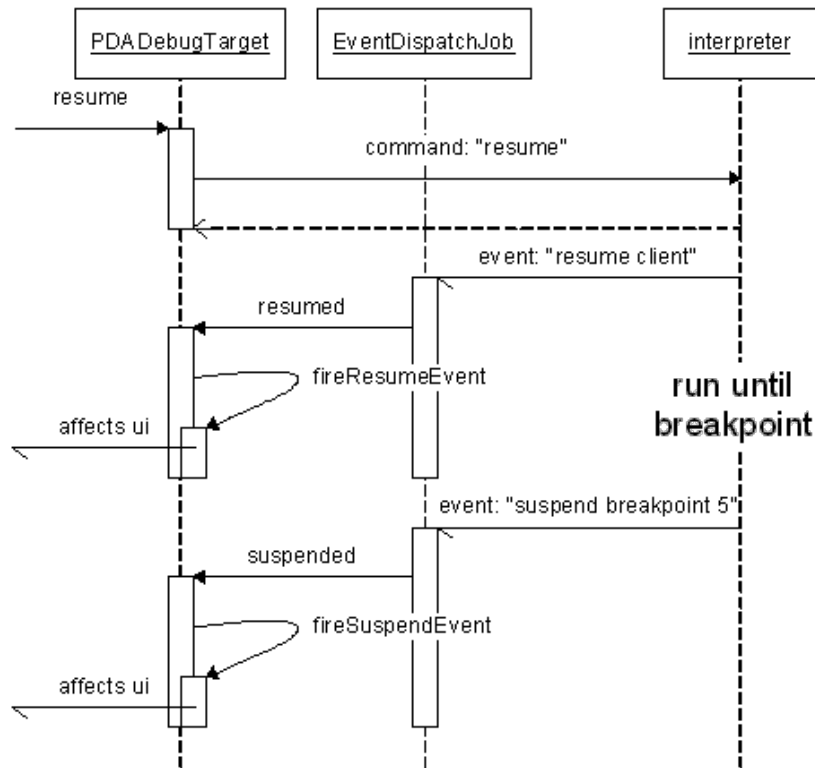 PDADebugTarget
EventDispatchJob
interpreter
resume
command: "resume"
event: "resume client"
resumed
fireResumeEvent
run until
breakpoint
affects ui
event: "suspend breakpoint 5"
suspended
fireSuspendEvent
affects ui